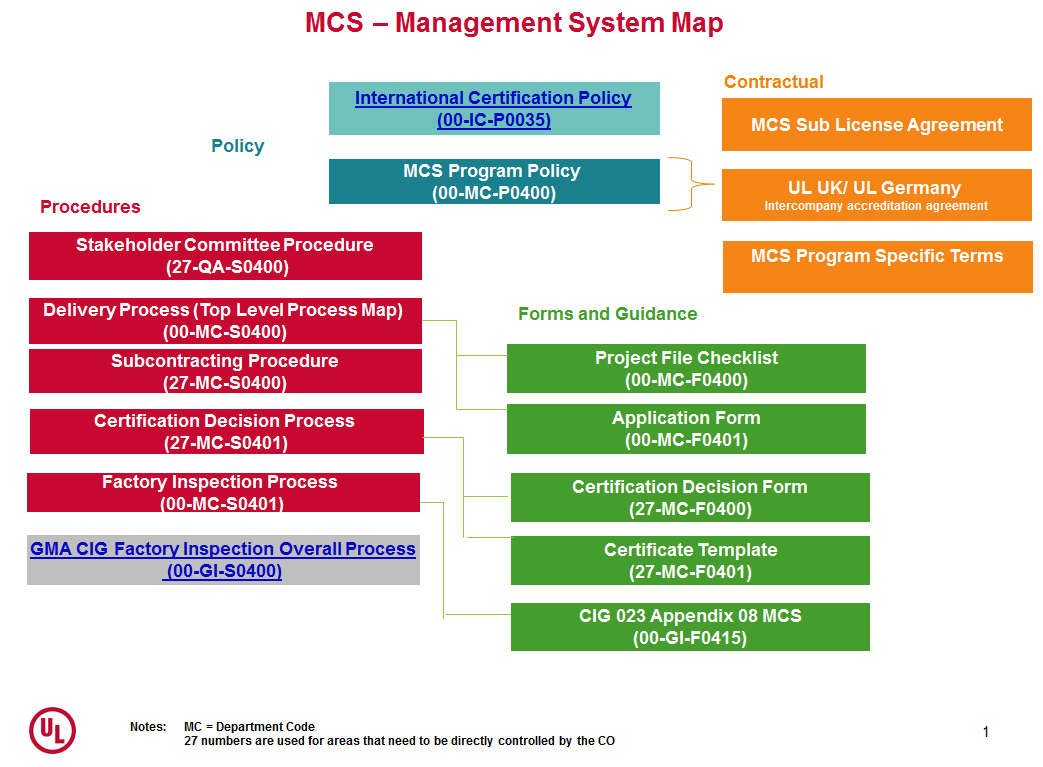 MCS – Management System Map
Contractual
International Certification Policy
(00-IC-P0035)
MCS Sub License Agreement
Policy
MCS Program Policy
(00-MC-P0400)
UL UK/ UL Germany
Intercompany accreditation agreement
Procedures
Stakeholder Committee Procedure
(27-QA-S0400)
MCS Program Specific Terms
Delivery Process (Top Level Process Map)
(00-MC-S0400)
Forms and Guidance
Subcontracting Procedure
(27-MC-S0400)
Project File Checklist
(00-MC-F0400)
Certification Decision Process
(27-MC-S0401)
Application Form
(00-MC-F0401)
Factory Inspection Process
(00-MC-S0401)
Certification Decision Form
(27-MC-F0400)
GMA CIG Factory Inspection Overall Process
(00-GI-S0400)
Certificate Template
(27-MC-F0401)
CIG 023 Appendix 08 MCS
(00-GI-F0415)
UL
Notes: MC = Department Code
27 numbers are used for areas that need to be directly controlled by the CO
1